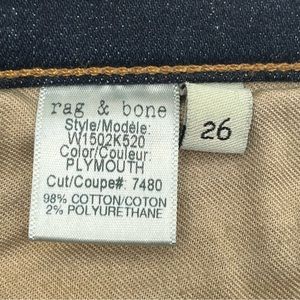 rag & bone
Style/Modèle:
W1502K520
Color/Couleur:
PLYMOUTH
Cut/Coupe#: 7480
98% COTTON/COTON
2% POLYURETHANE
26